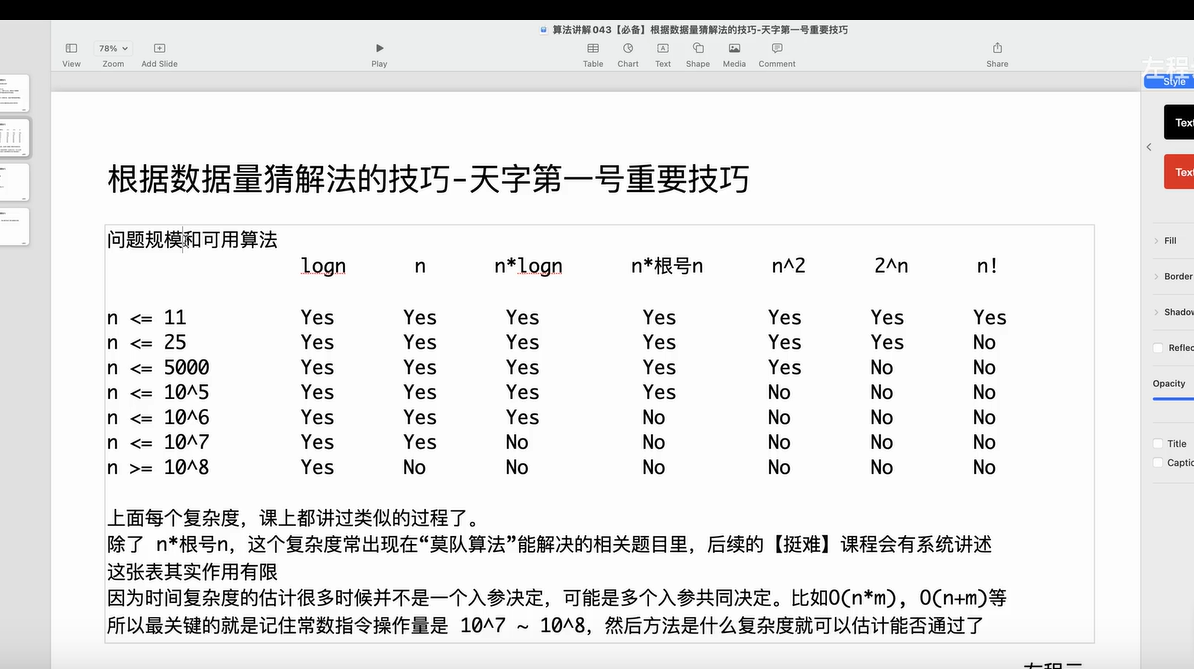 算法讲解043【必备】根据数据量猜解法的技巧-天字第一号重要技巧
78%
View Zoom Add Slide Play Table Chart Text Shape Media Comment Share
左程
Style
Text
Text
Fill
Border
Shadow
Reflec
Opacity
Title
Captio
根据数据量猜解法的技巧-天字第一号重要技巧
问题规模和可用算法
logn n n*logn n*根号n n^2 2^n n!
n <= 11 Yes Yes Yes Yes Yes Yes Yes
n <= 25 Yes Yes Yes Yes Yes Yes No
n <= 5000 Yes Yes Yes Yes Yes No No
n <= 10^5 Yes Yes Yes Yes No No No
n <= 10^6 Yes Yes Yes No No No No
n <= 10^7 Yes Yes No No No No No
n >= 10^8 Yes No No No No No No
上面每个复杂度，课上都讲过类似的过程了。
除了 n*根号n，这个复杂度常出现在“莫队算法”能解决的相关题目里，后续的【挺难】课程会有系统讲述
这张表其实作用有限
因为时间复杂度的估计很多时候并不是一个入参决定，可能是多个入参共同决定。比如O(n*m), O(n+m)等
所以最关键的就是记住常数指令操作量是 10^7 ~ 10^8，然后方法是什么复杂度就可以估计能否通过了